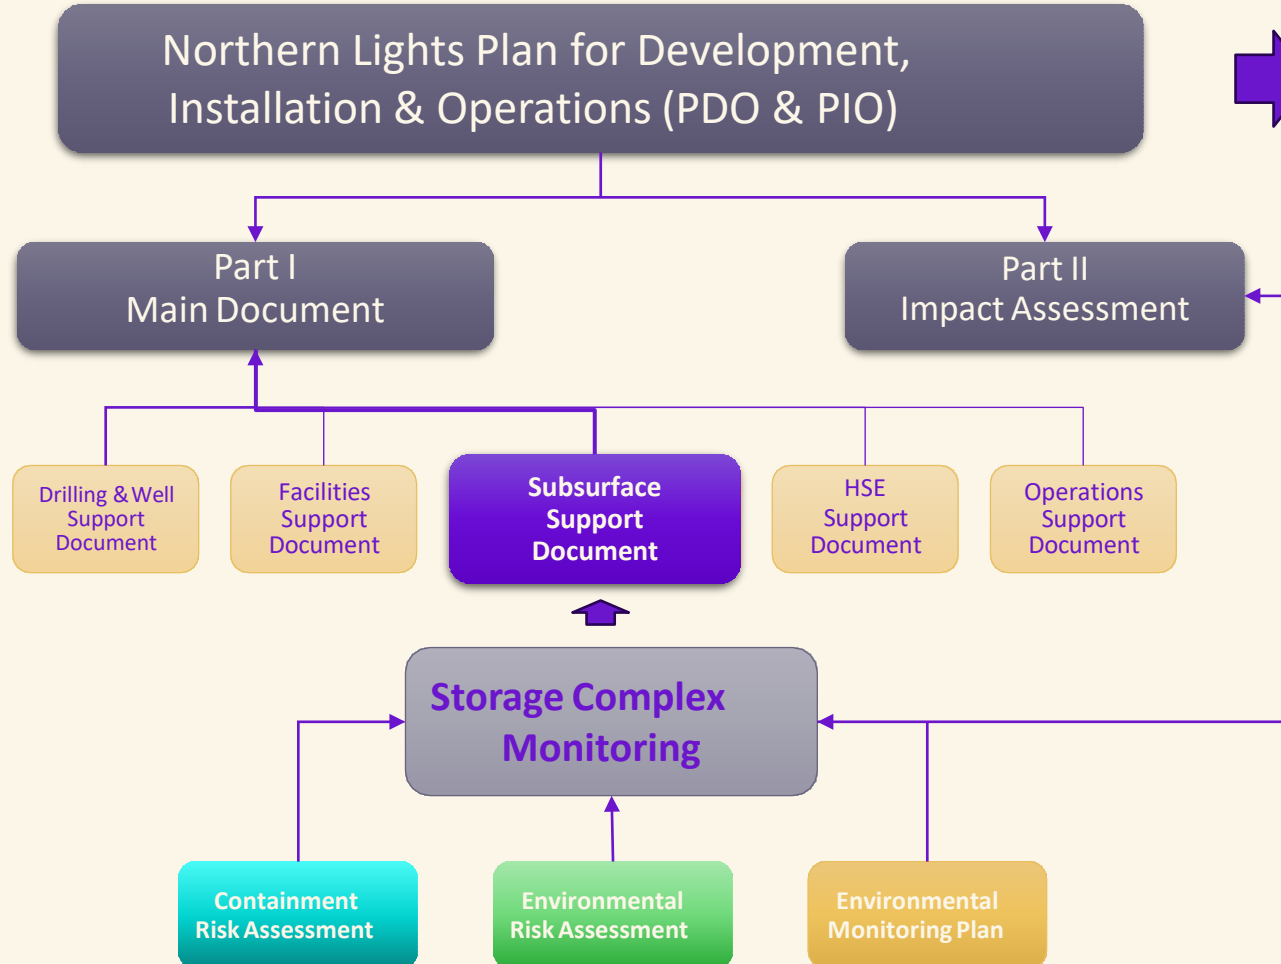 Northern Lights Plan for Development,
Installation & Operations (PDO & PIO)
Part I
Main Document
Part II
Impact Assessment
Drilling & Well
Support
Document
Facilities
Support
Document
Subsurface
Support
Document
HSE
Support
Document
Operations
Support
Document
Storage Complex
Monitoring
Containment
Risk Assessment
Environmental
Risk Assessment
Environmental
Monitoring Plan